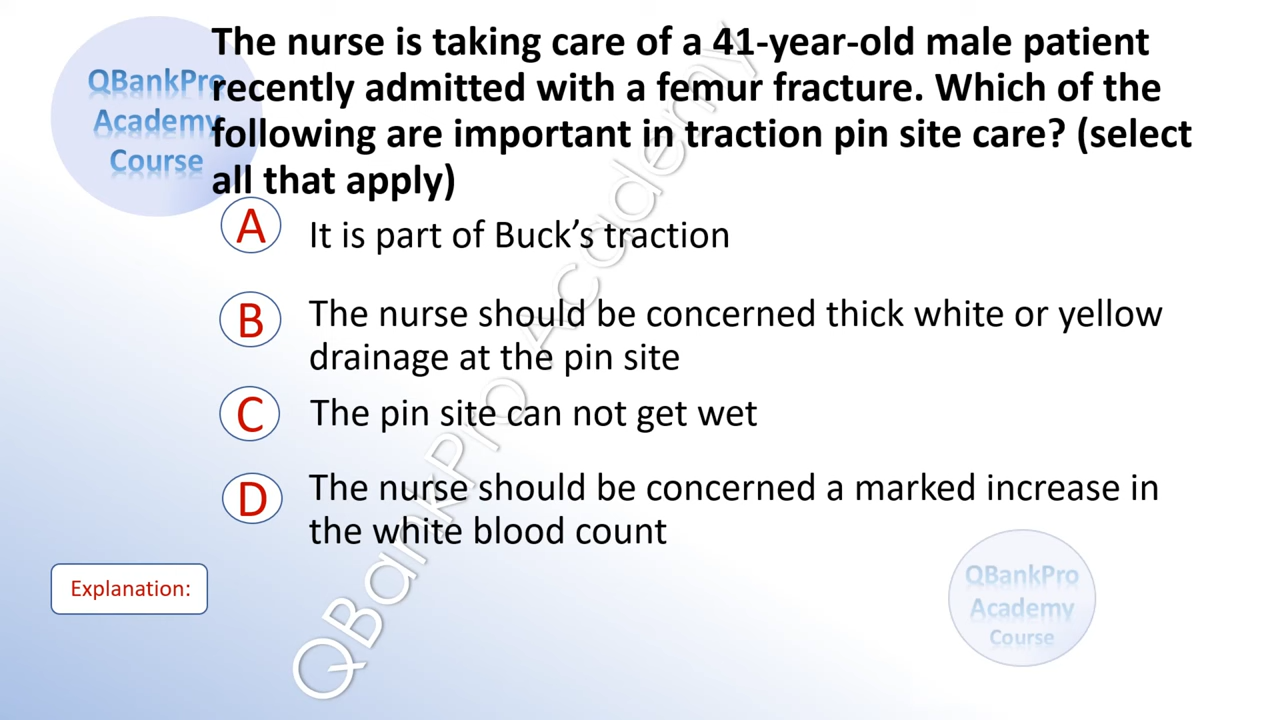 The nurse is taking care of a 41-year-old male patient
recently admitted with a femur fracture. Which of the
following are important in traction pin site care? (select
all that apply)
QBankPro
Academy
Course
A
It is part of Buck's traction
B
The nurse should be concerned thick white or yellow
drainage at the pin site
C
The pin site can not get wet
D
The nurse should be concerned a marked increase in
the white blood count
Explanation:
QBankPro
Academy
Course
QBankPro Academy